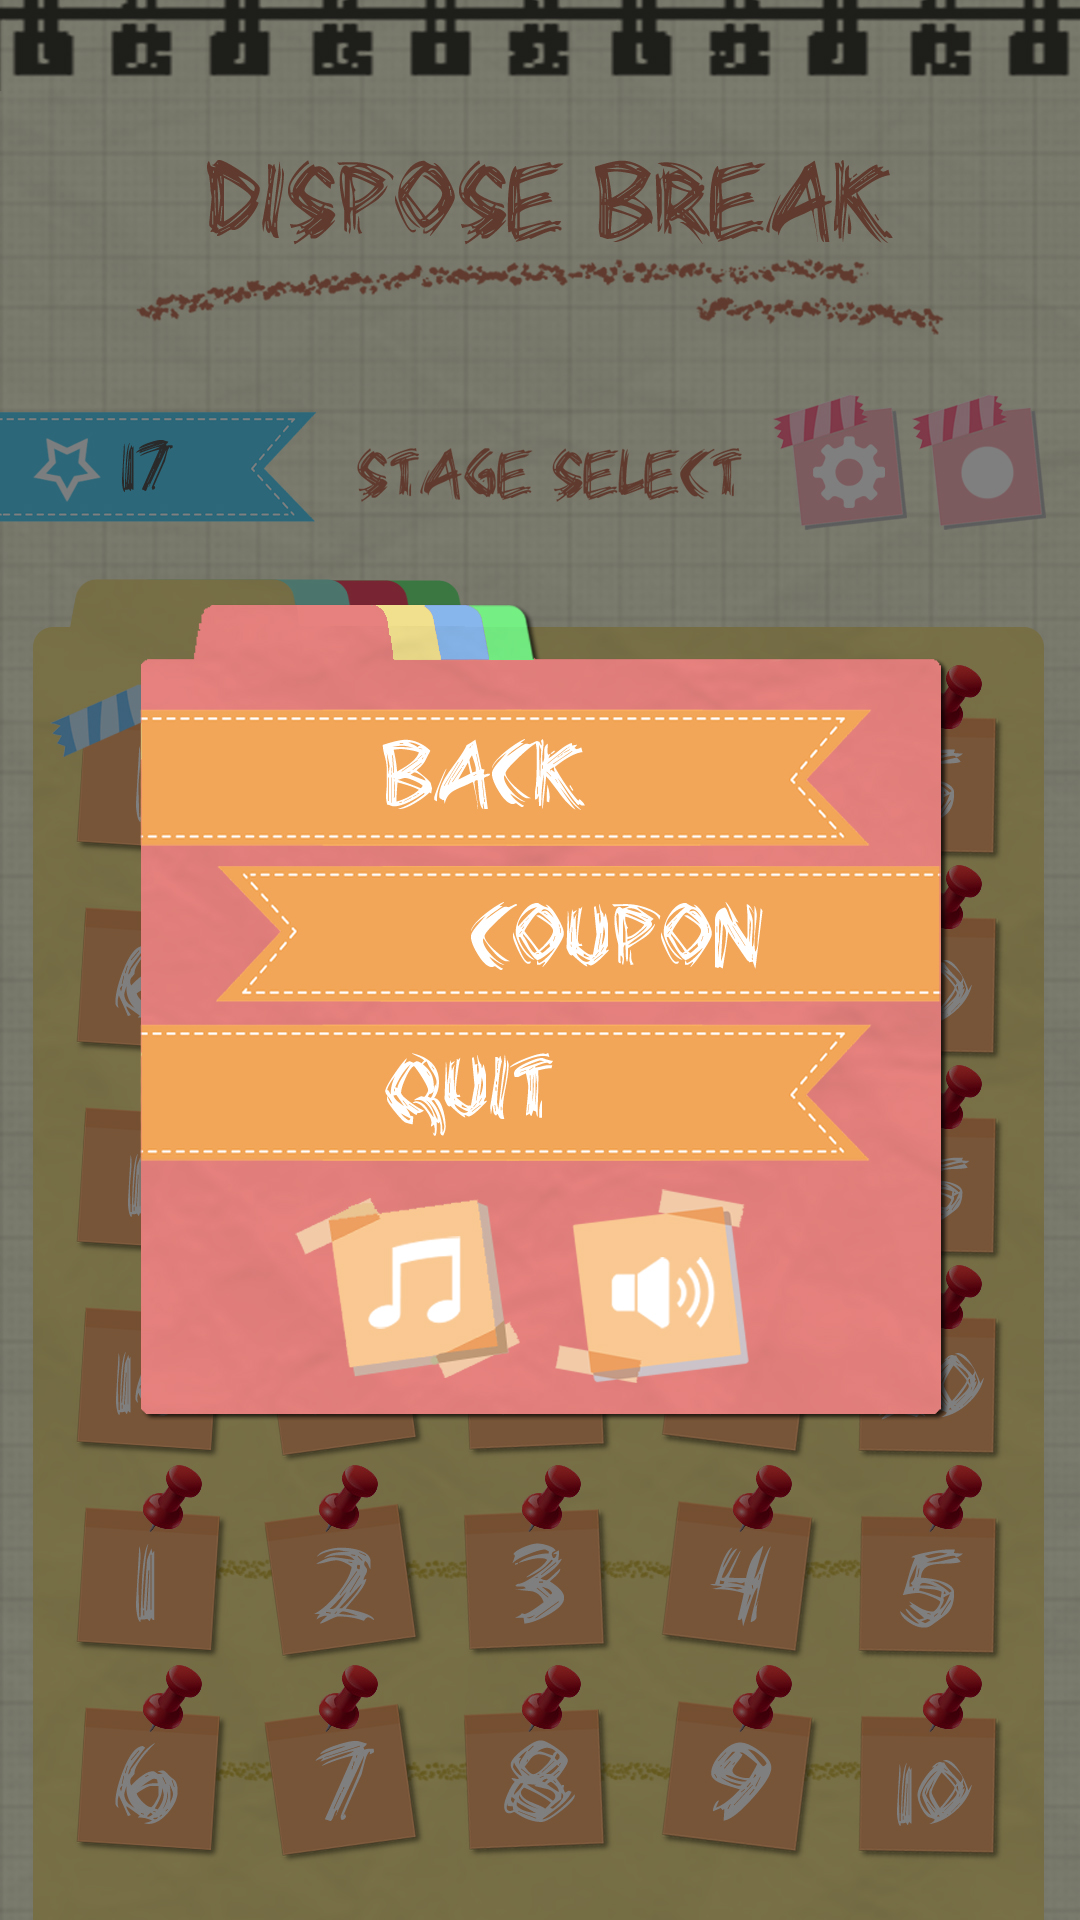 DISPOSE BREAK
17
STAGE SELECT
BACK
COUPON
QUIT
1 2 3 4 5
6 7 8 9 10